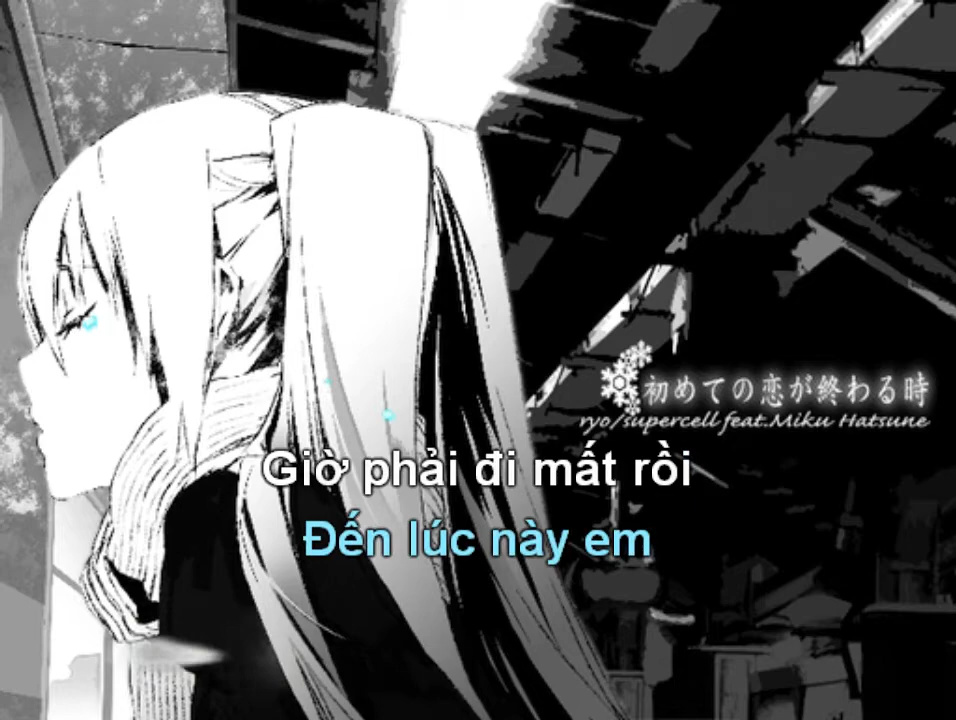 初めての恋が終わる時
ryo/supercell feat.Miku Hatsune
Giờ phải đi mất rồi
Đến lúc này em